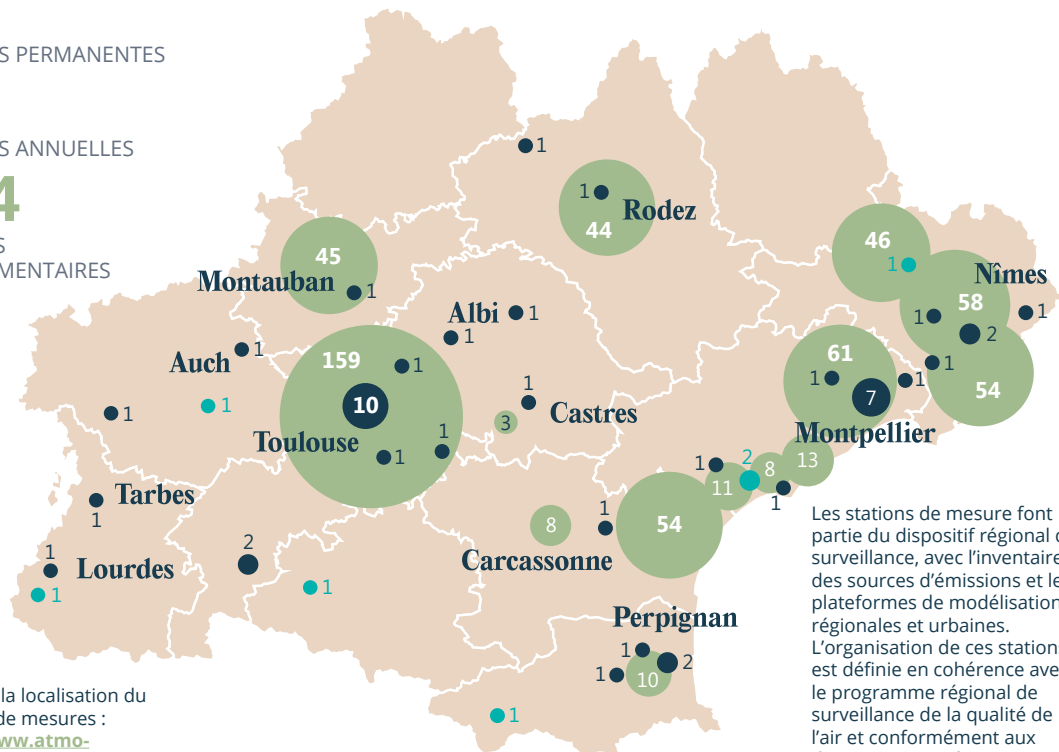 S PERMANENTES
S ANNUELLES
4
S
MENTAIRES
1
1
Rodez
44
45
Montauban
1
46
1
Nîmes
58
1
1
2
1
54
Albi
1
1
Auch
1
159
1
10
Toulouse
1
1
1
1
1
Castres
3
61
1
7
1
Montpellier
Tarbes
1
1
Lourdes
1
2
1
8
1
Carcassonne
54
1
11
2
8
13
1
Perpignan
1
2
1
10
1
la localisation du
de mesures :
ww.atmo-
Les stations de mesure font
partie du dispositif régional
surveillance, avec l’inventaire
des sources d’émissions et
plateformes de modélisation
régionales et urbaines.
L’organisation de ces stations
est définie en cohérence
le programme régional de
surveillance de la qualité de
l’air et conformément aux